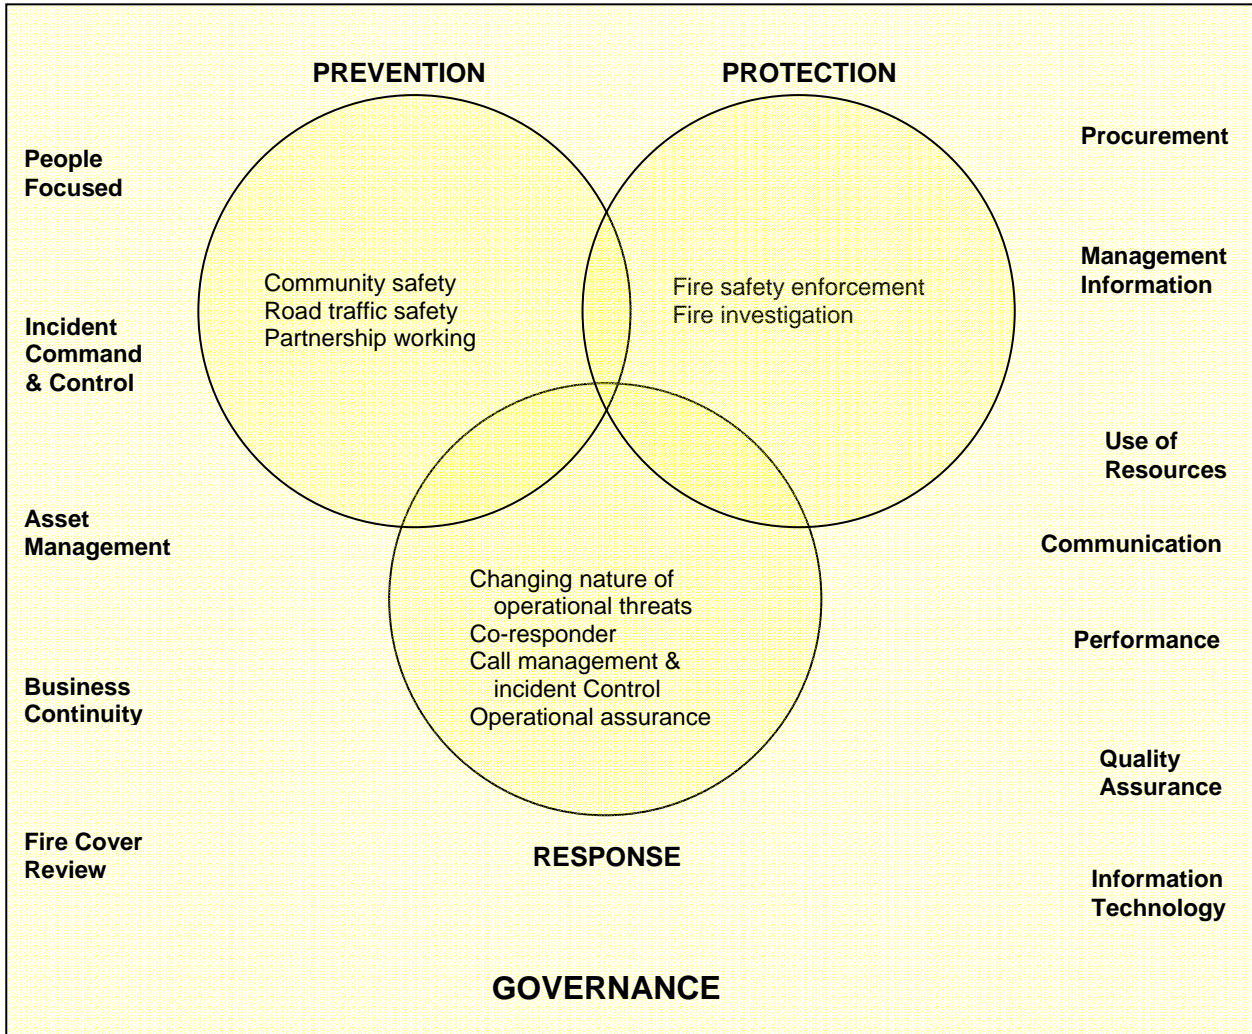 PREVENTION
PROTECTION
People
Focused
Incident
Command
& Control
Asset
Management
Business
Continuity
Fire Cover
Review
Community safety
Road traffic safety
Partnership working
Fire safety enforcement
Fire investigation
Changing nature of
operational threats
Co-responder
Call management &
incident Control
Operational assurance
RESPONSE
Procurement
Management
Information
Use of
Resources
Communication
Performance
Quality
Assurance
Information
Technology
GOVERNANCE